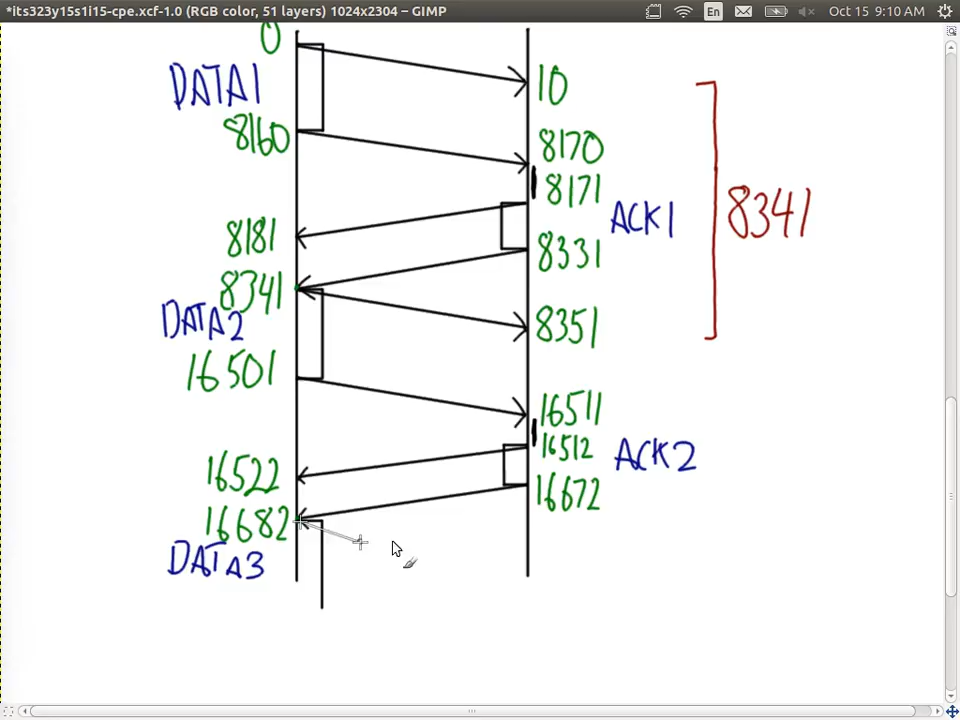 *its323y15s1i15-cpe.xcf-1.0 (RGB color, 51 layers) 1024x2304 – GIMP
En
Oct 15 9:10 AM
0
DATA1
10
8160
8170
8171
ACK1
8341
8181
8331
8341
DATA2
8351
16501
16511
16512
ACK2
16522
16672
16682
DATA3